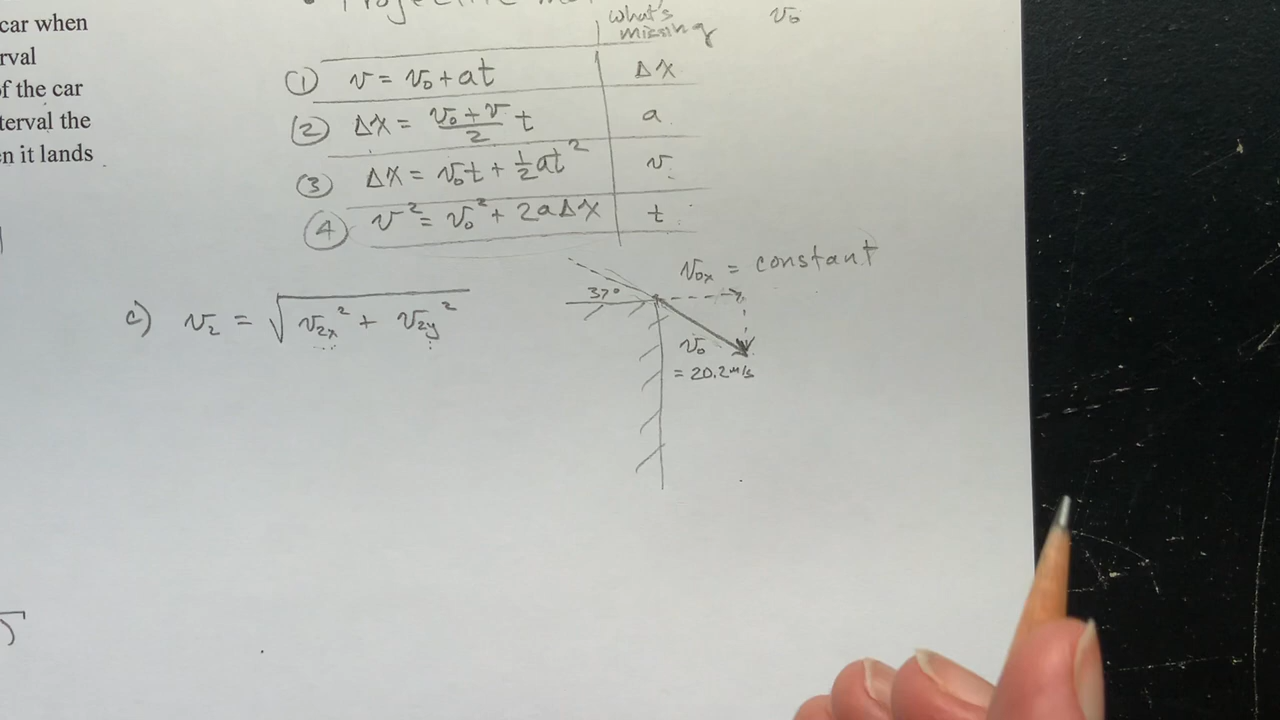 car when
rval
f the car
terval the
n it lands
what's missing
v₀
① v = v₀ + at Δx
② Δx = (v₀ + v)/2 t a
③ Δx = v₀t + ½at² v
④ v² = v₀² + 2aΔx t
v₀ₓ = constant
37°
c) v₂ = √(v₂ₓ² + v₂y²)
v₀
= 20.2 m/s